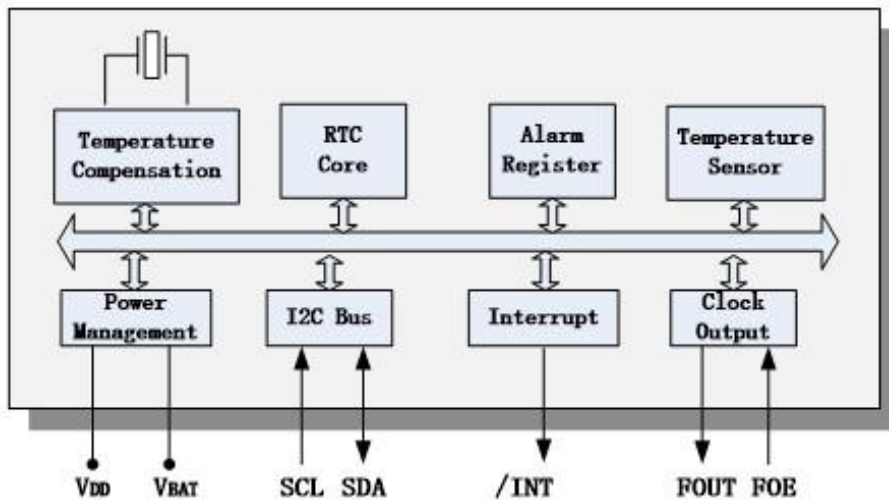 Temperature
Compensation
RTC
Core
Alarm
Register
Temperature
Sensor
Power
Management
I2C Bus
Interrupt
Clock
Output
VDD
VBAT
SCL
SDA
/INT
FOUT
FOE